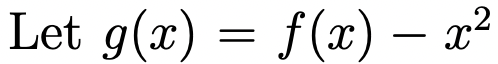 Let g(x) = f(x) − x²